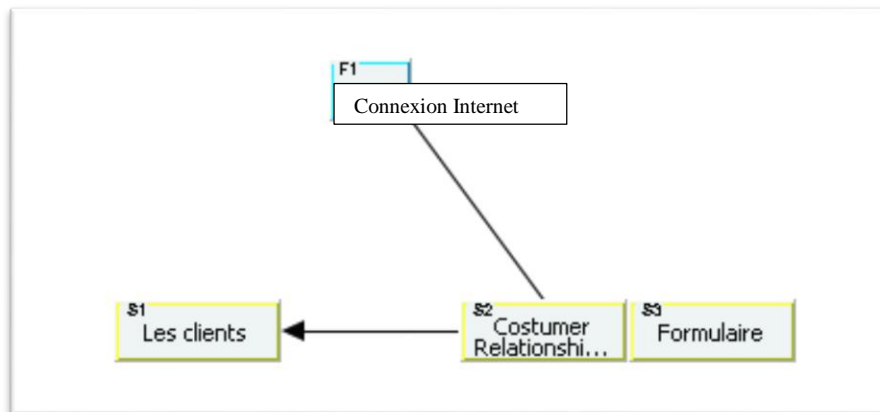 F1
Connexion Internet
S1
Les clients
S2
Costumer
Relationshi...
S3
Formulaire